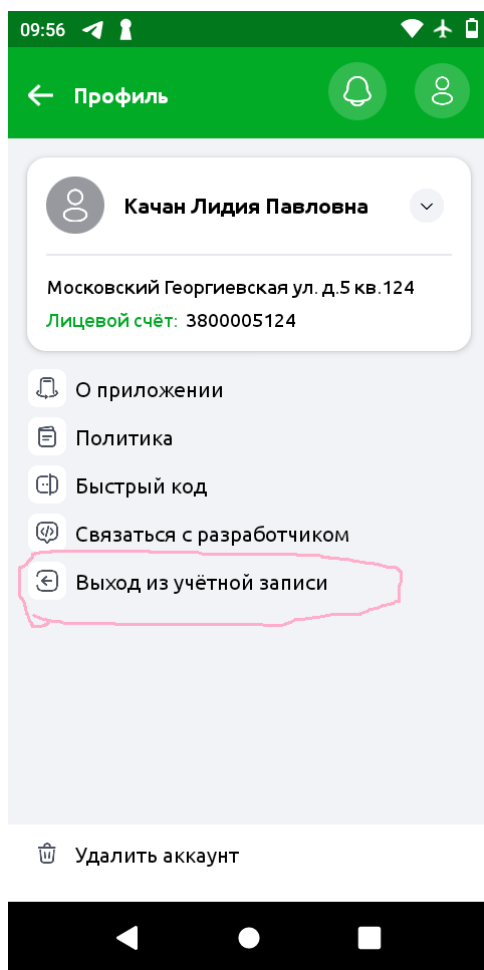 09:56
Профиль
Качан Лидия Павловна
Московский Георгиевская ул. д.5 кв.124
Лицевой счёт: 3800005124
О приложении
Политика
Быстрый код
Связаться с разработчиком
Выход из учётной записи
Удалить аккаунт